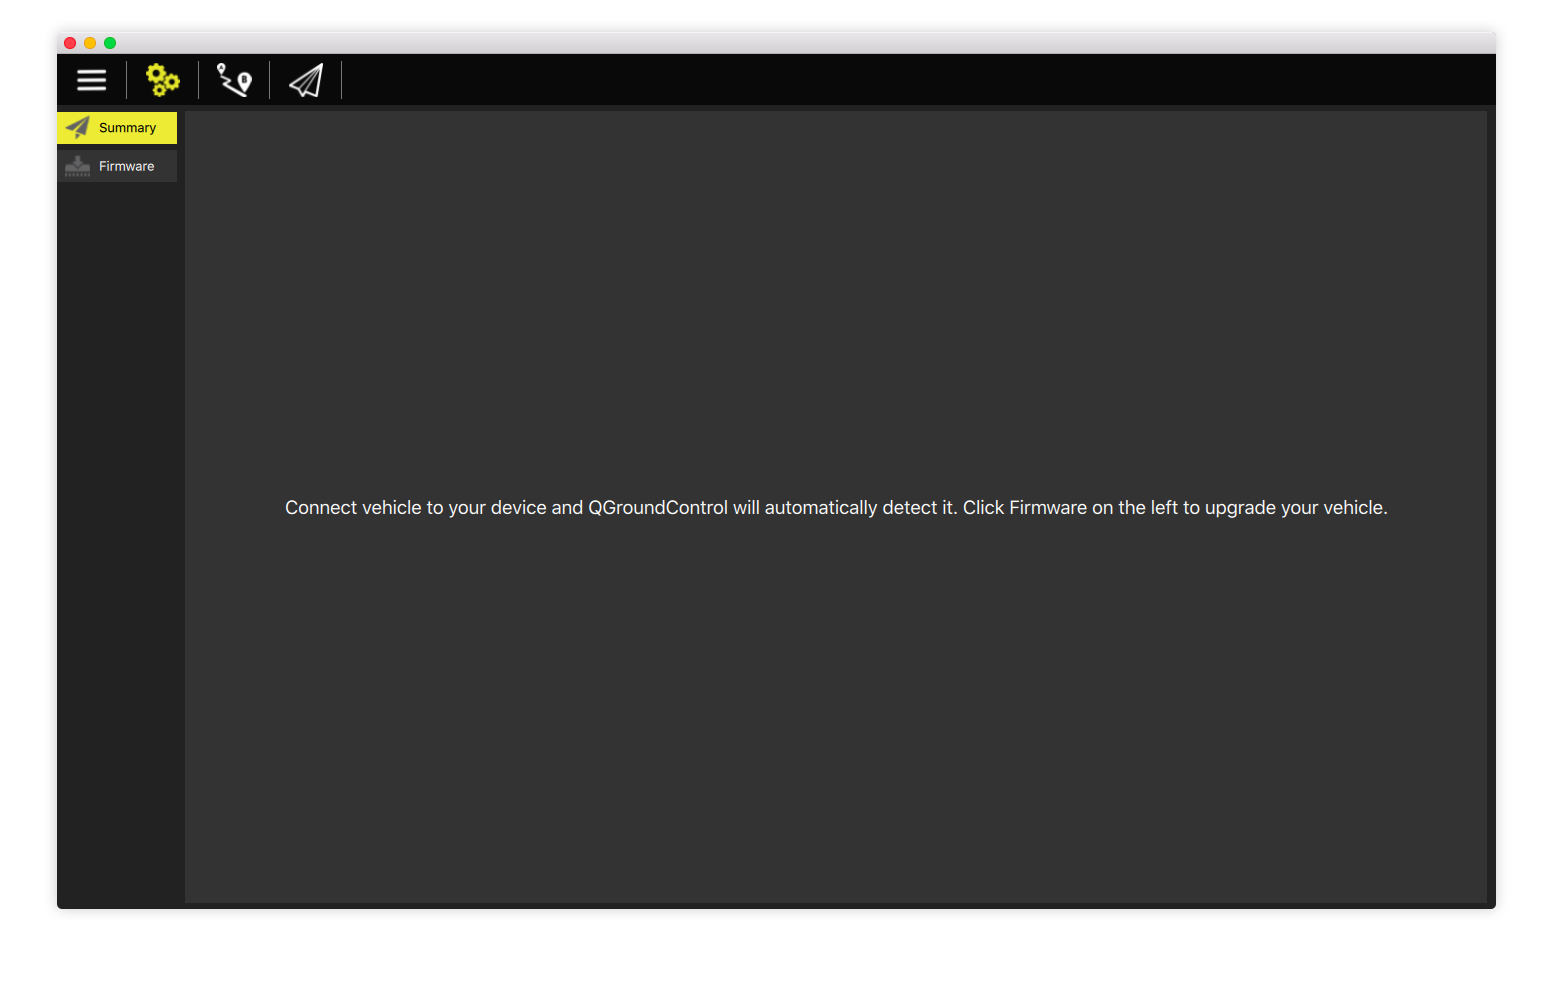 Summary
Firmware
Connect vehicle to your device and QGroundControl will automatically detect it. Click Firmware on the left to upgrade your vehicle.